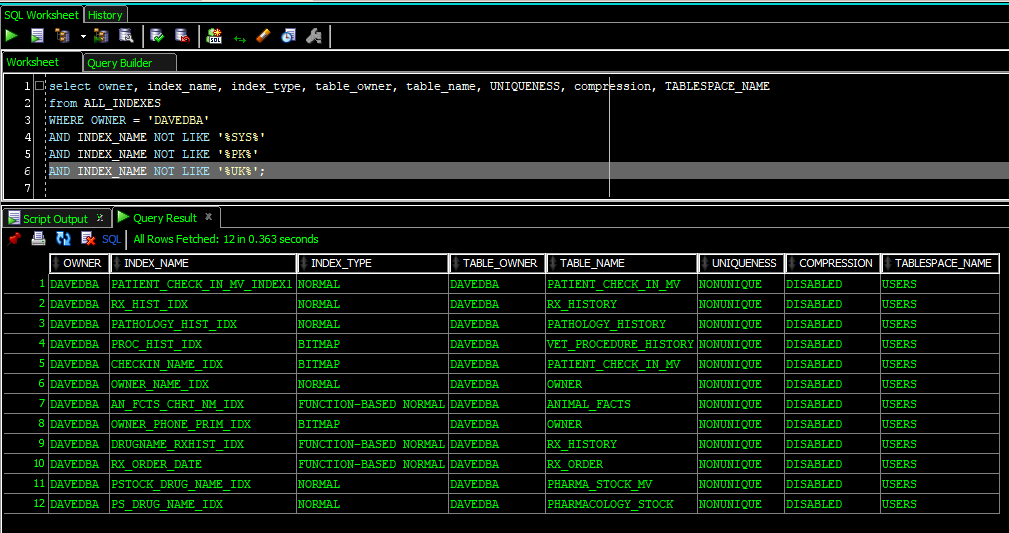 SQL Worksheet History
Worksheet Query Builder
1 select owner, index_name, index_type, table_owner, table_name, UNIQUENESS, compression, TABLESPACE_NAME
2 from ALL_INDEXES
3 WHERE OWNER = 'DAVEDBA'
4 AND INDEX_NAME NOT LIKE '%SYS%'
5 AND INDEX_NAME NOT LIKE '%PK%'
6 AND INDEX_NAME NOT LIKE '%UK%';
7
Script Output Query Result
SQL All Rows Fetched: 12 in 0.363 seconds
OWNER INDEX_NAME INDEX_TYPE TABLE_OWNER TABLE_NAME UNIQUENESS COMPRESSION TABLESPACE_NAME
1 DAVEDBA PATIENT_CHECK_IN_MV_INDEX1 NORMAL DAVEDBA PATIENT_CHECK_IN_MV NONUNIQUE DISABLED USERS
2 DAVEDBA RX_HIST_IDX NORMAL DAVEDBA RX_HISTORY NONUNIQUE DISABLED USERS
3 DAVEDBA PATHOLOGY_HIST_IDX NORMAL DAVEDBA PATHOLOGY_HISTORY NONUNIQUE DISABLED USERS
4 DAVEDBA PROC_HIST_IDX BITMAP DAVEDBA VET_PROCEDURE_HISTORY NONUNIQUE DISABLED USERS
5 DAVEDBA CHECKIN_NAME_IDX BITMAP DAVEDBA PATIENT_CHECK_IN_MV NONUNIQUE DISABLED USERS
6 DAVEDBA OWNER_NAME_IDX NORMAL DAVEDBA OWNER NONUNIQUE DISABLED USERS
7 DAVEDBA AN_FCTS_CHRT_NM_IDX FUNCTION-BASED NORMAL DAVEDBA ANIMAL_FACTS NONUNIQUE DISABLED USERS
8 DAVEDBA OWNER_PHONE_PRIM_IDX BITMAP DAVEDBA OWNER NONUNIQUE DISABLED USERS
9 DAVEDBA DRUGNAME_RXHIST_IDX FUNCTION-BASED NORMAL DAVEDBA RX_HISTORY NONUNIQUE DISABLED USERS
10 DAVEDBA RX_ORDER_DATE FUNCTION-BASED NORMAL DAVEDBA RX_ORDER NONUNIQUE DISABLED USERS
11 DAVEDBA PSTOCK_DRUG_NAME_IDX NORMAL DAVEDBA PHARMA_STOCK_MV NONUNIQUE DISABLED USERS
12 DAVEDBA PS_DRUG_NAME_IDX NORMAL DAVEDBA PHARMACOLOGY_STOCK NONUNIQUE DISABLED USERS